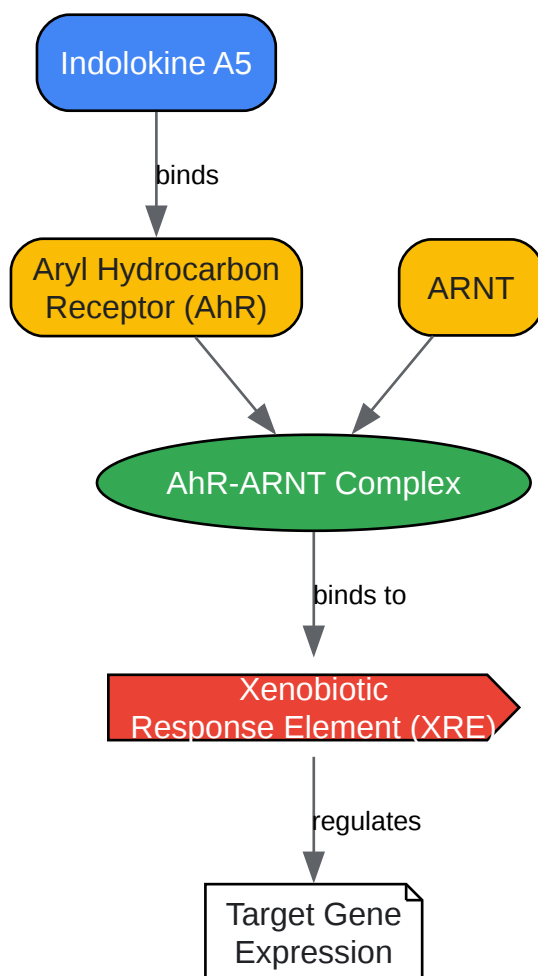 Indolokine A5
binds
Aryl Hydrocarbon
Receptor (AhR)
ARNT
AhR-ARNT Complex
binds to
Xenobiotic
Response Element (XRE)
regulates
Target Gene
Expression